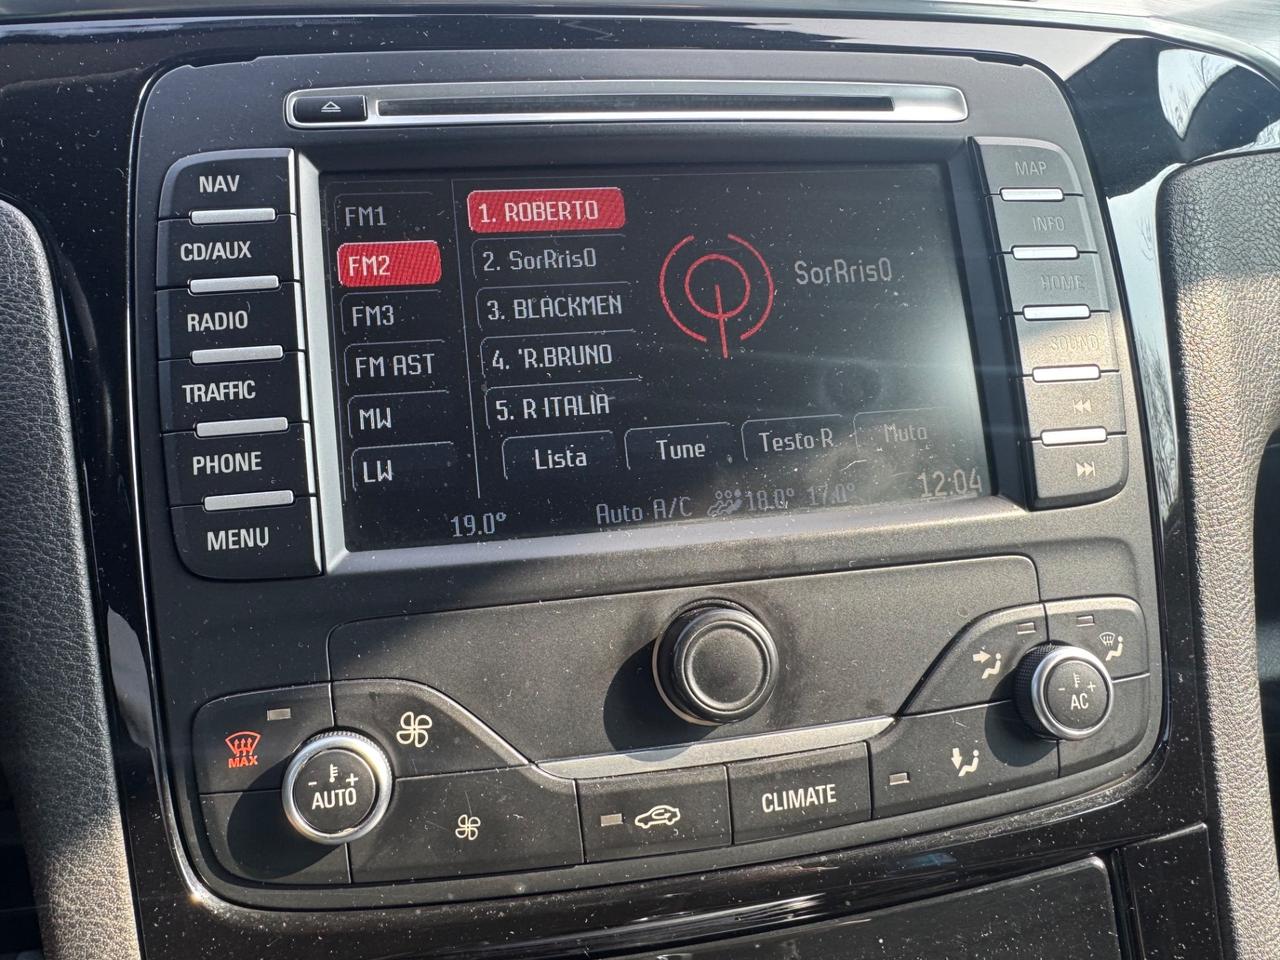 NAV
CD/AUX
RADIO
TRAFFIC
PHONE
MENU
FM1
FM2
FM3
FM AST
MW
LW
1. ROBERTO
2. SorRrisO
3. BLACKMEN
4. 'R.BRUNO
5. R ITALIA
SorRrisO
Lista
Tune
Testo R
Muto
19.0°
Auto A/C
18.0°
17.0°
12:04
MAP
INFO
HOME
SOUND
MAX
- +
AUTO
CLIMATE
- +
AC